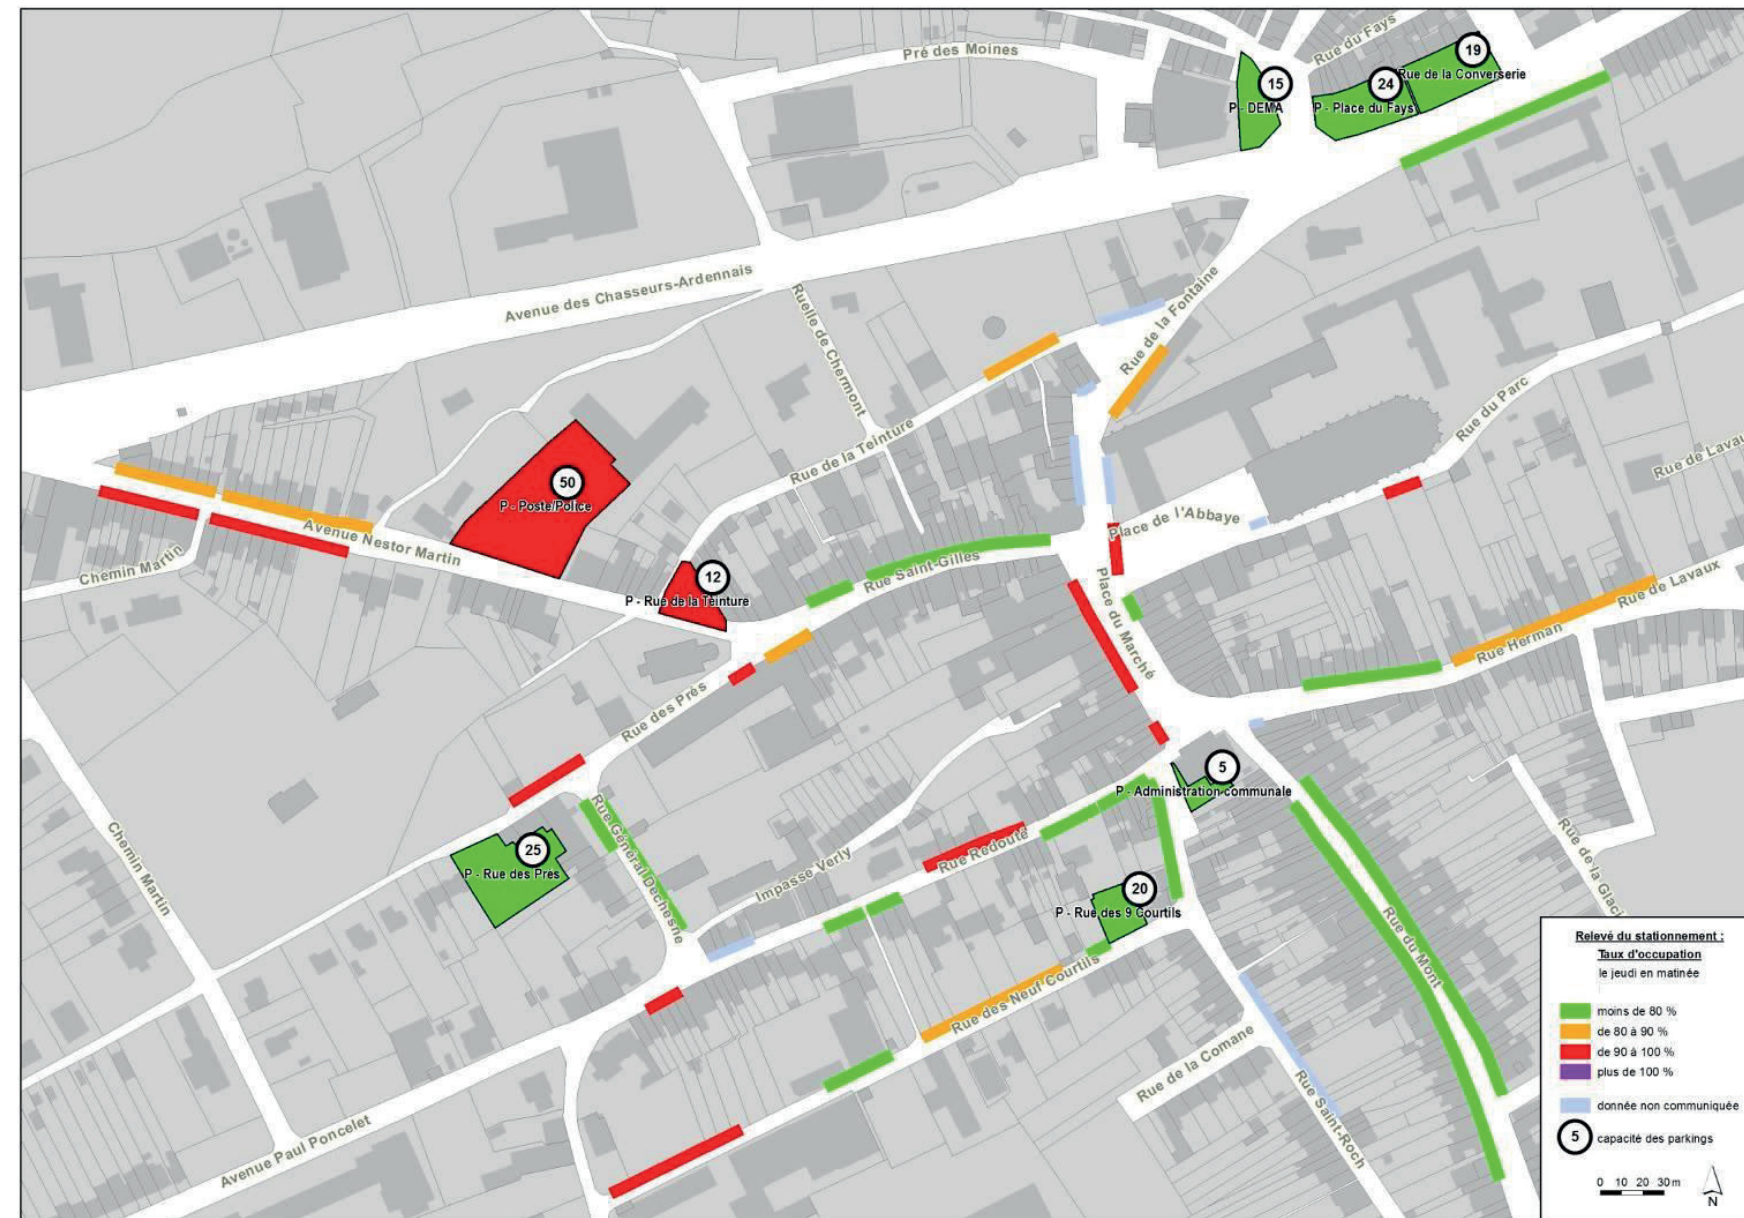 Pré des Moines
Rue du Fays
19
Rue de la Converserie
15
P - DEMA
24
P - Place du Fays
Avenue des Chasseurs-Ardennais
Ruelle de Chermont
Rue de la Fontaine
Rue du Parc
Rue de la Teinture
Rue de Lavaux
50
P - Poste/Police
Place de l'Abbaye
Avenue Nestor Martin
Chemin Martin
12
P - Rue de la Teinture
Rue Saint-Gilles
Place du Marché
Rue de Lavaux
Rue Herman
Rue des Prés
5
P - Administration communale
Chemin Martin
Rue Général Dechesne
25
P - Rue des Prés
Impasse Verly
Rue Redouté
20
P - Rue des 9 Courtils
Rue de la Glaci
Rue du Mont
Rue des Neuf Courtils
Rue de la Comane
Rue Saint-Roch
Avenue Paul Poncelet
Relevé du stationnement :
Taux d'occupation
le jeudi en matinée
moins de 80 %
de 80 à 90 %
de 90 à 100 %
plus de 100 %
donnée non communiquée
5 capacité des parkings
0 10 20 30 m
N